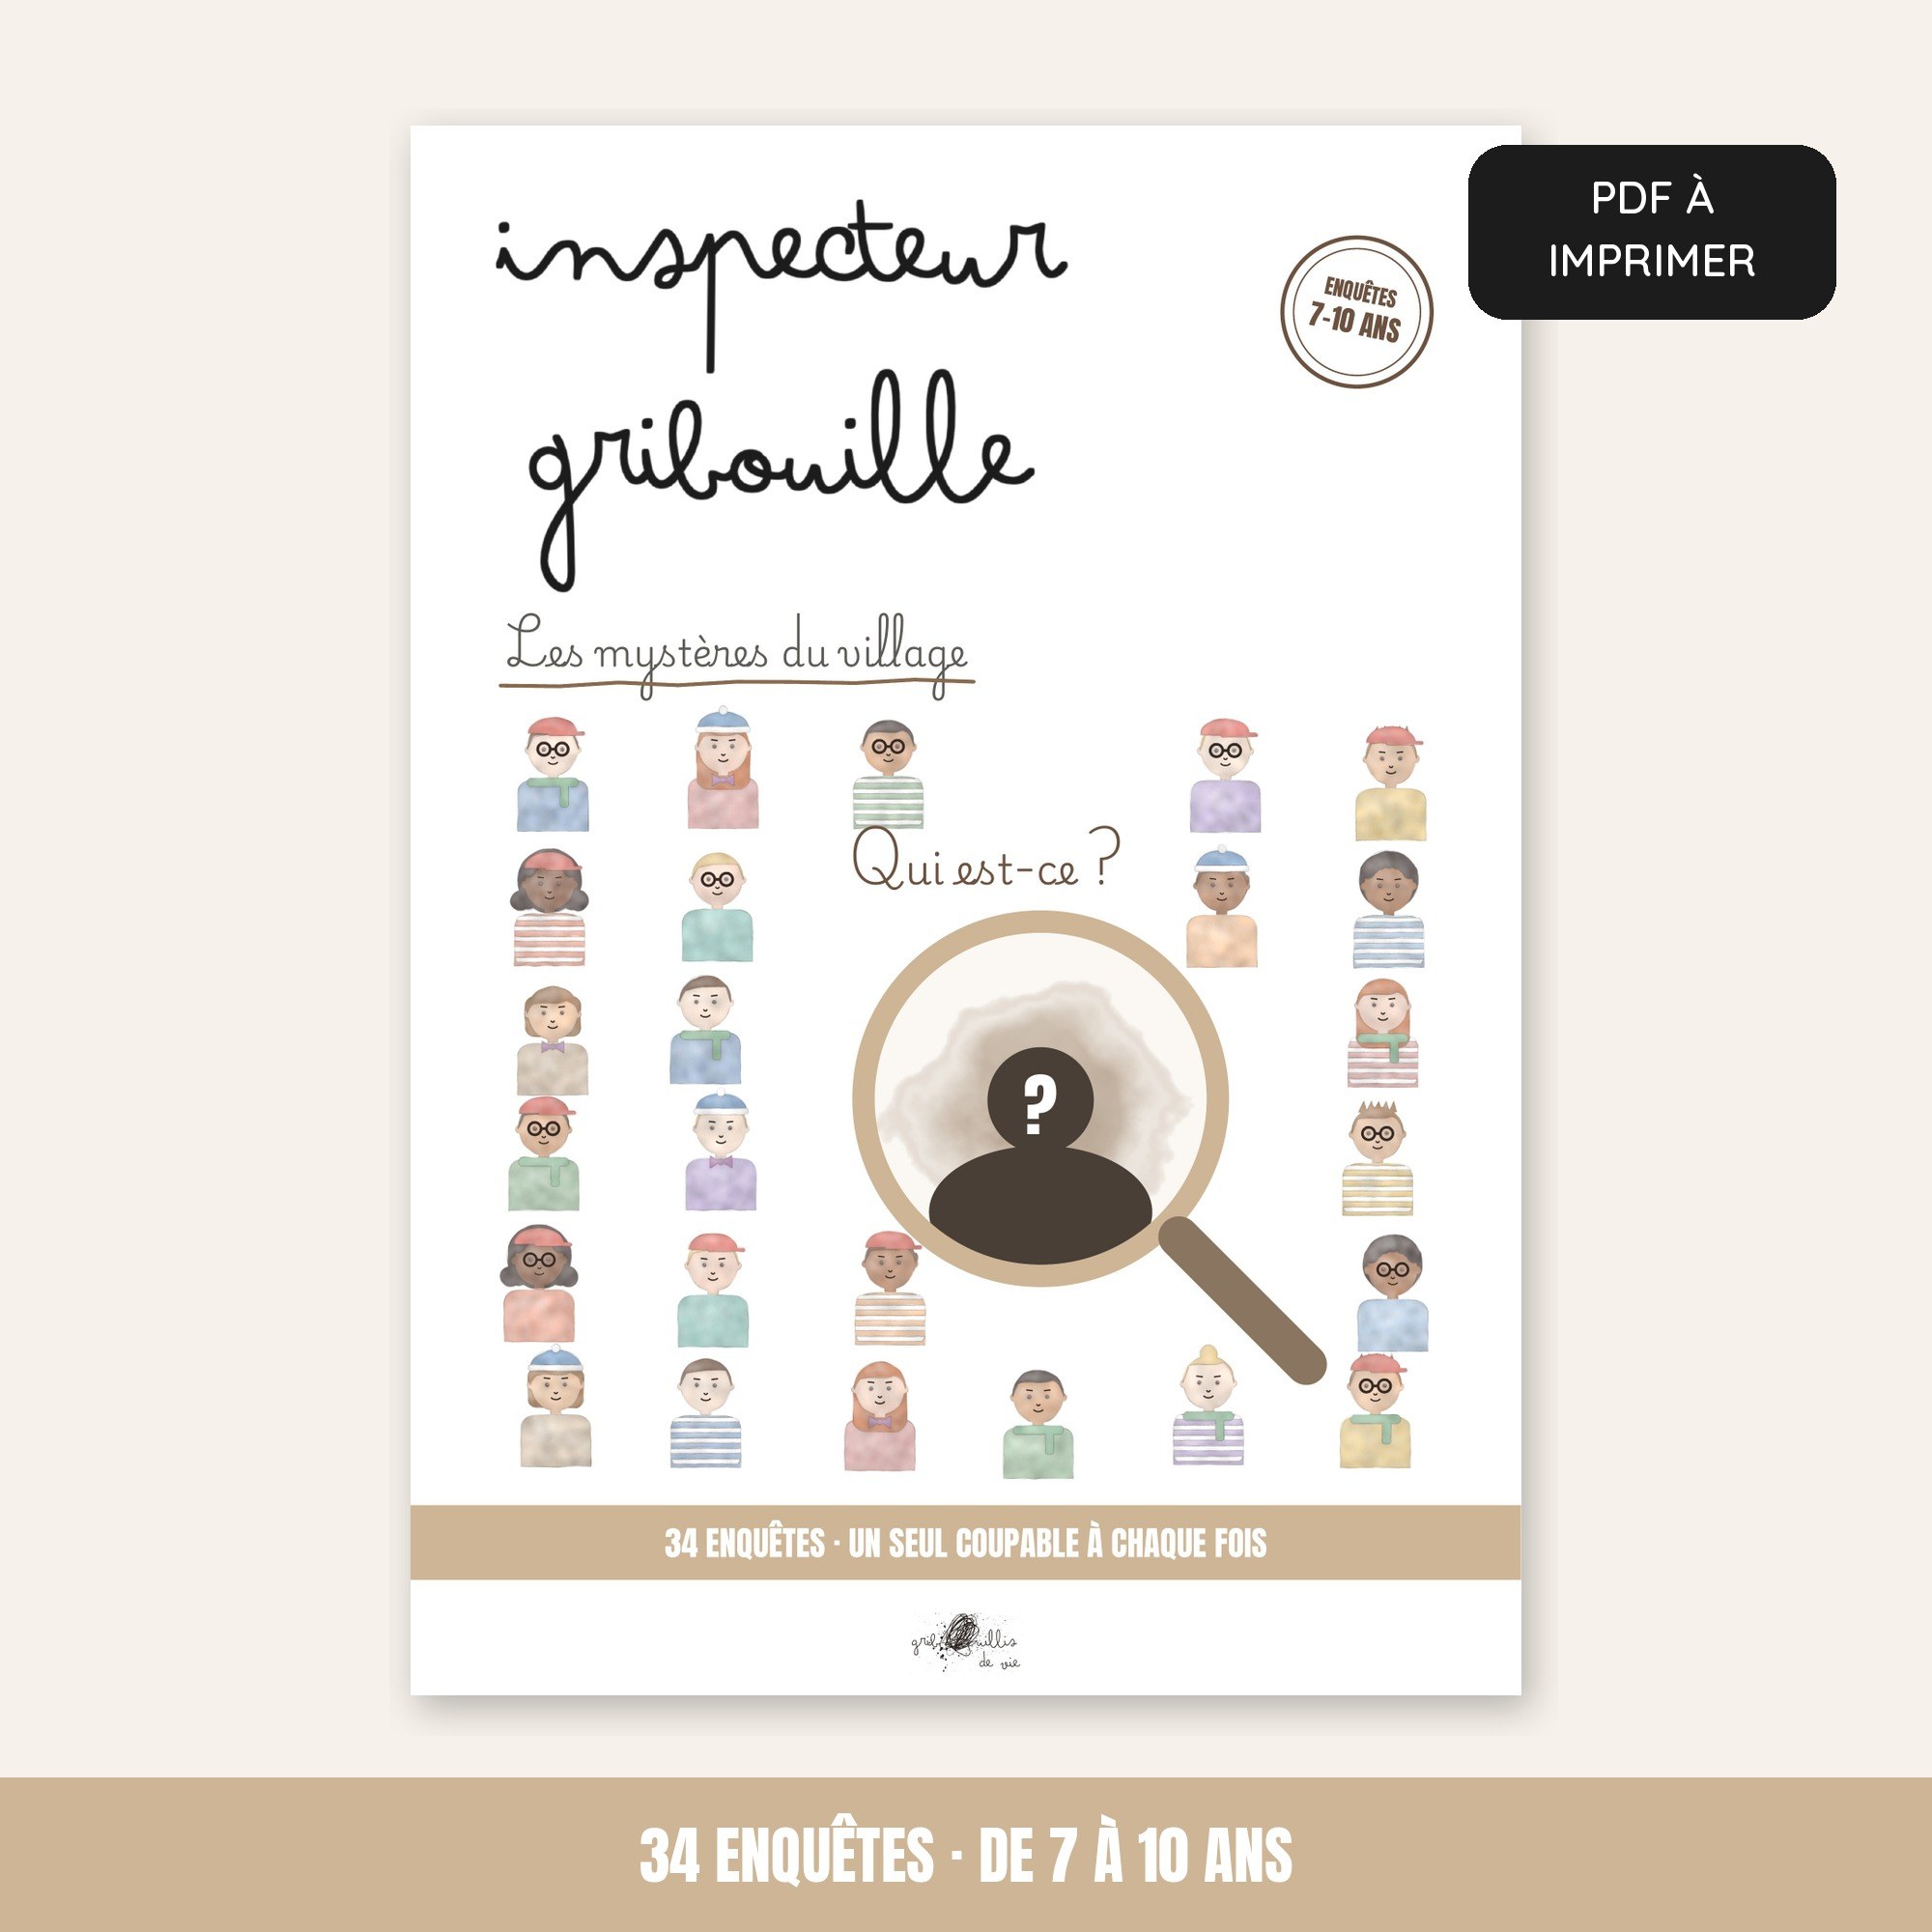 inspecteur
gribouille
PDF À
IMPRIMER
ENQUÊTES
7-10 ANS
Les mystères du village
Qui est-ce ?
?
34 ENQUÊTES · UN SEUL COUPABLE À CHAQUE FOIS
gribouillis
de vie
34 ENQUÊTES · DE 7 À 10 ANS